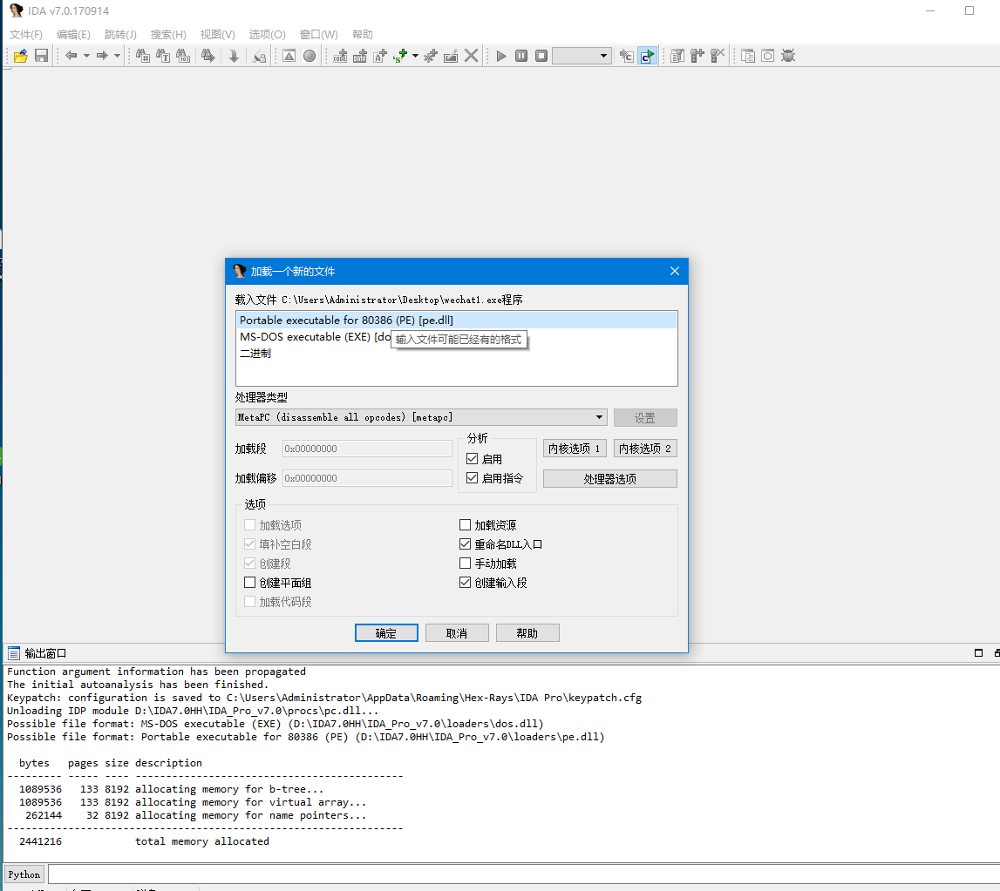 IDA v7.0.170914
文件(F) 编辑(E) 跳转(J) 搜索(H) 视图(V) 选项(O) 窗口(W) 帮助
加载一个新的文件
载入文件 C:\Users\Administrator\Desktop\wechat1.exe程序
Portable executable for 80386 (PE) [pe.dll]
MS-DOS executable (EXE) [do
输入文件可能已经有的格式
二进制
处理器类型
MetaPC (disassemble all opcodes) [metapc]
设置
加载段 0x00000000
分析
启用
内核选项 1 内核选项 2
加载偏移 0x00000000
启用指令
处理器选项
选项
加载选项 加载资源
填补空白段 重命名DLL入口
创建段 手动加载
创建平面组 创建输入段
加载代码段
确定 取消 帮助
输出窗口
Function argument information has been propagated
The initial autoanalysis has been finished.
Keypatch: configuration is saved to C:\Users\Administrator\AppData\Roaming\Hex-Rays\IDA Pro\keypatch.cfg
Unloading IDP module D:\IDA7.0HH\IDA_Pro_v7.0\procs\pc.dll...
Possible file format: MS-DOS executable (EXE) (D:\IDA7.0HH\IDA_Pro_v7.0\loaders\dos.dll)
Possible file format: Portable executable for 80386 (PE) (D:\IDA7.0HH\IDA_Pro_v7.0\loaders\pe.dll)
bytes pages size description
--------- ----- ---- --------------------------------------------
1089536 133 8192 allocating memory for b-tree...
1089536 133 8192 allocating memory for virtual array...
262144 32 8192 allocating memory for name pointers...
-----------------------------------------------------------------
2441216 total memory allocated
Python